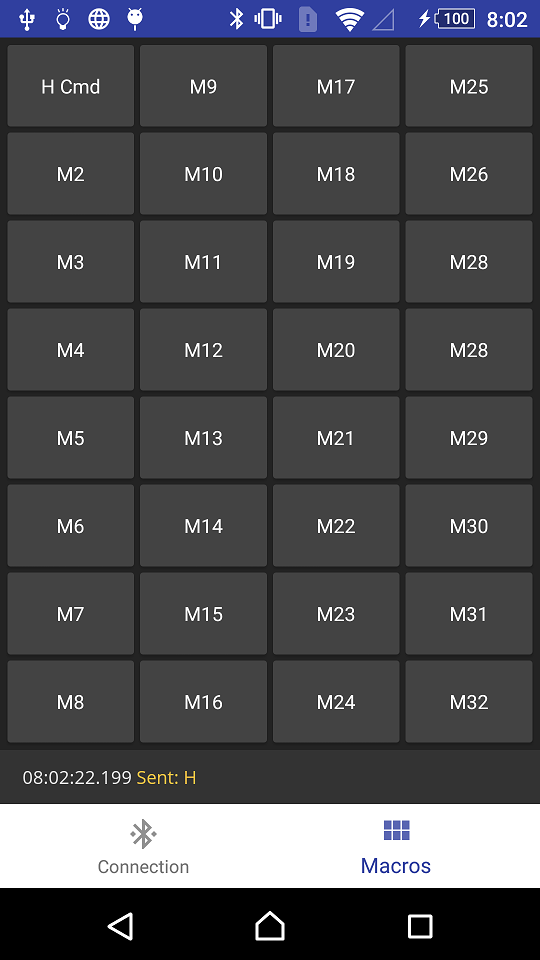 100 8:02
H Cmd M9 M17 M25
M2 M10 M18 M26
M3 M11 M19 M28
M4 M12 M20 M28
M5 M13 M21 M29
M6 M14 M22 M30
M7 M15 M23 M31
M8 M16 M24 M32
08:02:22.199 Sent: H
Connection Macros